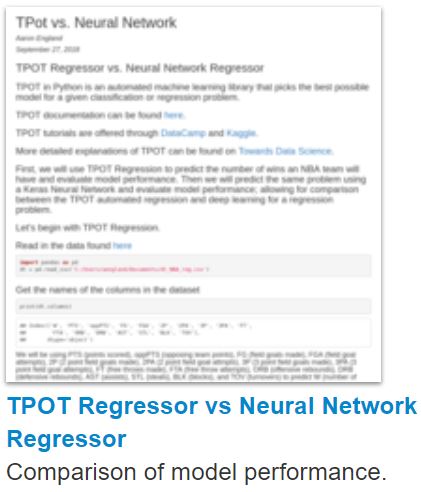 TPot vs. Neural Network
Aaron England
September 27, 2018
TPOT Regressor vs. Neural Network Regressor
TPOT in Python is an automated machine learning library that picks the best possible
model for a given classification or regression problem.
TPOT documentation can be found here.
TPOT tutorials are offered through DataCamp and Kaggle.
More detailed explanations of TPOT can be found on Towards Data Science.
First, we will use TPOT Regression to predict the number of wins an NBA team will
have and evaluate model performance. Then we will predict the same problem using
a Keras Neural Network and evaluate model performance; allowing for comparison
between the TPOT automated regression and deep learning for a regression
problem.
Let's begin with TPOT Regression.
Read in the data found here
import pandas as pd
Get the names of the columns in the dataset
print(df.columns)
We will be using PTS (points scored), oppPTS (opposing team points), FG (field goals made), FGA (field goal
attempts), 2P (2 point field goals made), 2PA (2 point field goal attempts), 3P (3 point field goals made), 3PA (3
point field goal attempts), FT (free throws made), FTA (free throw attempts), ORB (offensive rebounds), DRB
(defensive rebounds), AST (assists), STL (steals), BLK (blocks), and TOV (turnovers) to predict W (number of
TPOT Regressor vs Neural Network
Regressor
Comparison of model performance.